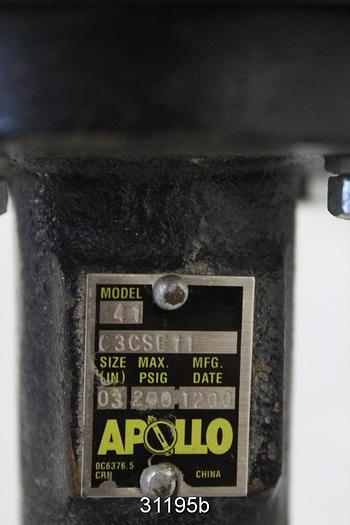 MODEL
41
C3CSE11
SIZE MAX. MFG.
(IN) PSIG DATE
03 200 1200
APOLLO
0C6376.5
CRN CHINA
31195b